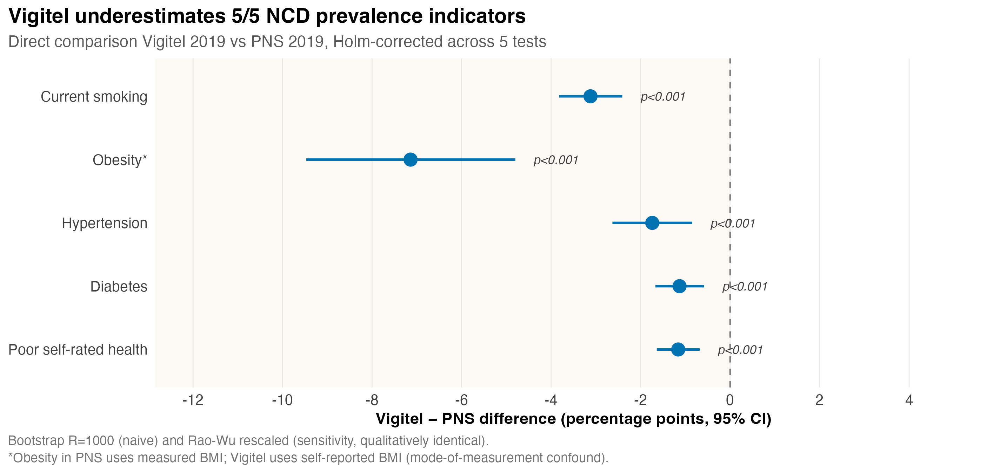 Vigitel underestimates 5/5 NCD prevalence indicators
Direct comparison Vigitel 2019 vs PNS 2019, Holm-corrected across 5 tests
Current smoking
p<0.001
Obesity*
p<0.001
Hypertension
p<0.001
Diabetes
p<0.001
Poor self-rated health
p<0.001
-12 -10 -8 -6 -4 -2 0 2 4
Vigitel – PNS difference (percentage points, 95% CI)
Bootstrap R=1000 (naive) and Rao-Wu rescaled (sensitivity, qualitatively identical).
*Obesity in PNS uses measured BMI; Vigitel uses self-reported BMI (mode-of-measurement confound).